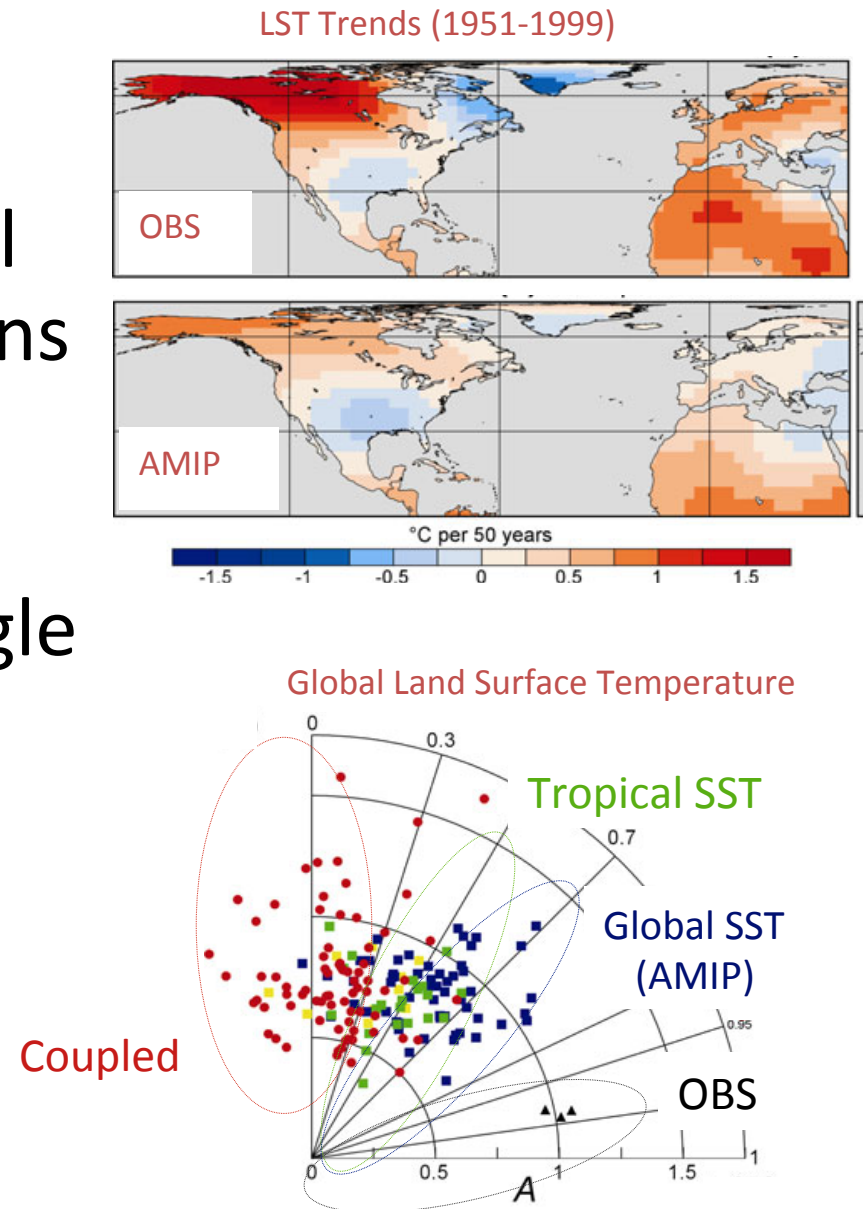 LST Trends (1951-1999)
OBS
l
ns
AMIP
°C per 50 years
-1.5 -1 -0.5 0 0.5 1 1.5
gle
Global Land Surface Temperature
0
0.3
Tropical SST
0.7
Global SST
(AMIP)
0.95
Coupled
OBS
0 0.5 1 1.5 1
A